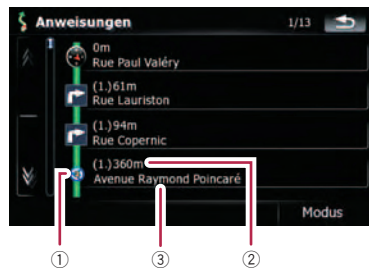 Anweisungen 1/13
0m
Rue Paul Valéry
(1.)61m
Rue Lauriston
(1.)94m
Rue Copernic
(1.)360m
Avenue Raymond Poincaré
Modus
① ③ ②